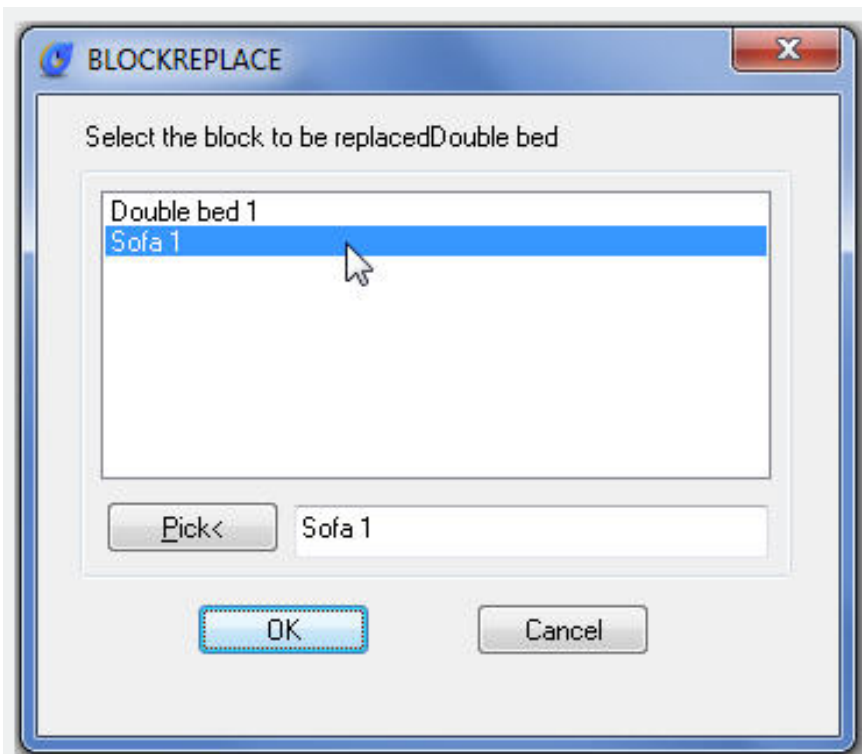 BLOCKREPLACE
Select the block to be replacedDouble bed
Double bed 1
Sofa 1
Pick<
Sofa 1
OK
Cancel